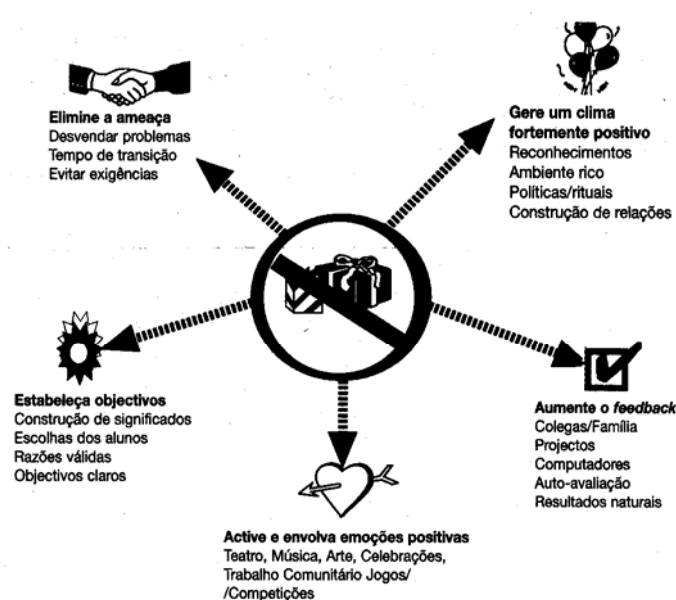 Elimine a ameaça
Desvendar problemas
Tempo de transição
Evitar exigências
Gere um clima
fortemente positivo
Reconhecimentos
Ambiente rico
Políticas/rituais
Construção de relações
Estabeleça objectivos
Construção de significados
Escolhas dos alunos
Razões válidas
Objectivos claros
Aumente o feedback
Colegas/Família
Projectos
Computadores
Auto-avaliação
Resultados naturais
Active e envolva emoções positivas
Teatro, Música, Arte, Celebrações,
Trabalho Comunitário Jogos/
/Competições